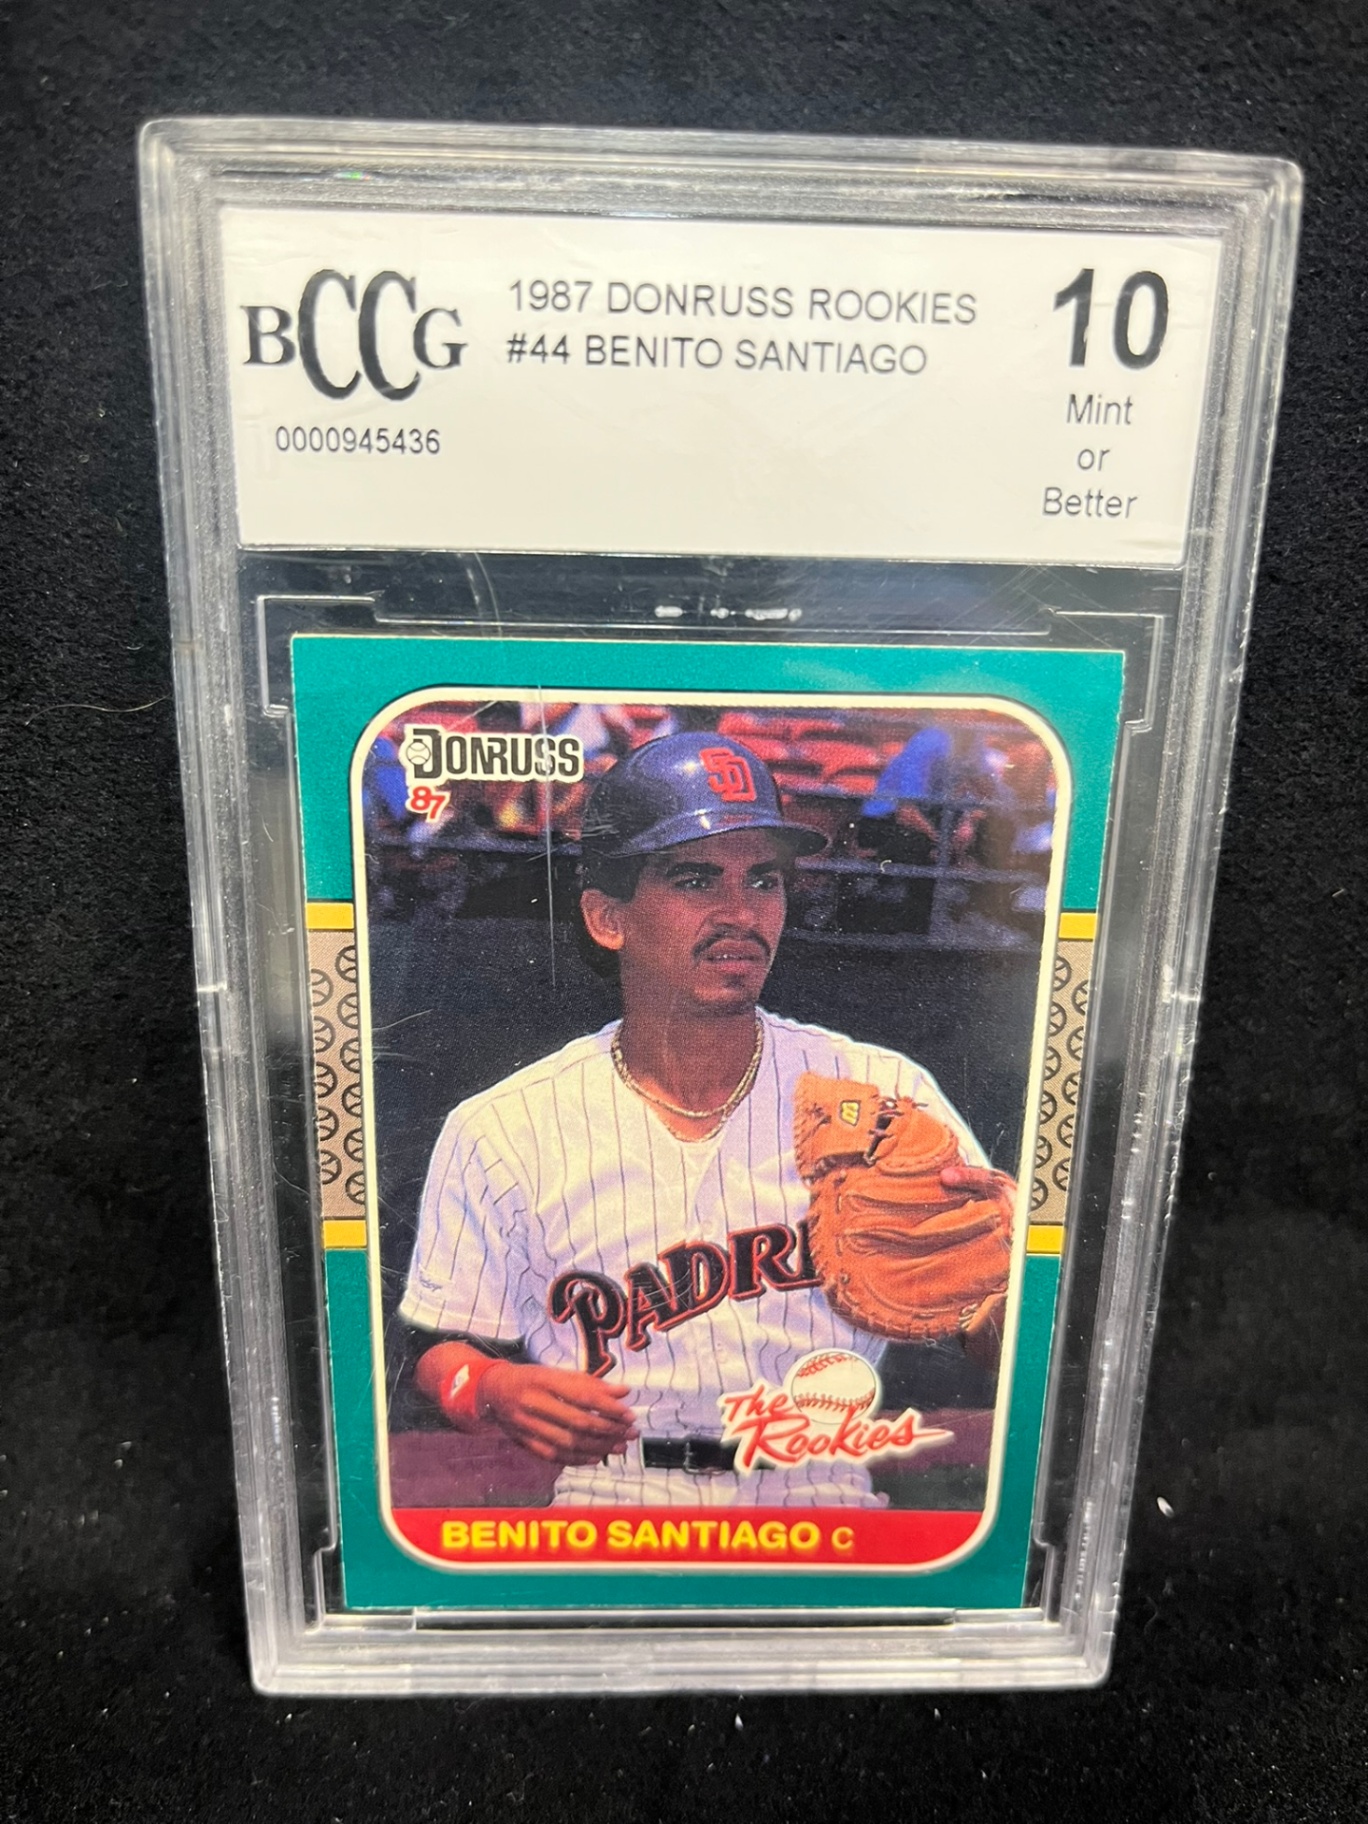 BCCG
1987 DONRUSS ROOKIES
#44 BENITO SANTIAGO
0000945436
10
Mint
or
Better
DONRUSS
87
SD
PADRE
The
Rookies
BENITO SANTIAGO C